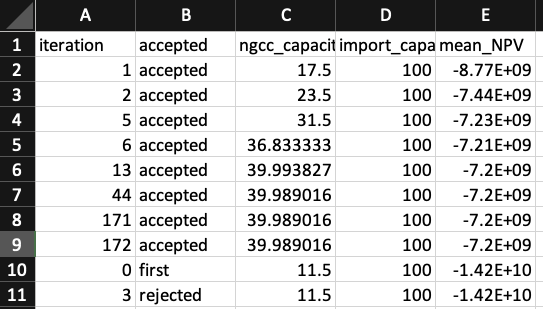 A B C D E
1 iteration accepted ngcc_capacit import_capa mean_NPV
2 1 accepted 17.5 100 -8.77E+09
3 2 accepted 23.5 100 -7.44E+09
4 5 accepted 31.5 100 -7.23E+09
5 6 accepted 36.833333 100 -7.21E+09
6 13 accepted 39.993827 100 -7.2E+09
7 44 accepted 39.989016 100 -7.2E+09
8 171 accepted 39.989016 100 -7.2E+09
9 172 accepted 39.989016 100 -7.2E+09
10 0 first 11.5 100 -1.42E+10
11 3 rejected 11.5 100 -1.42E+10